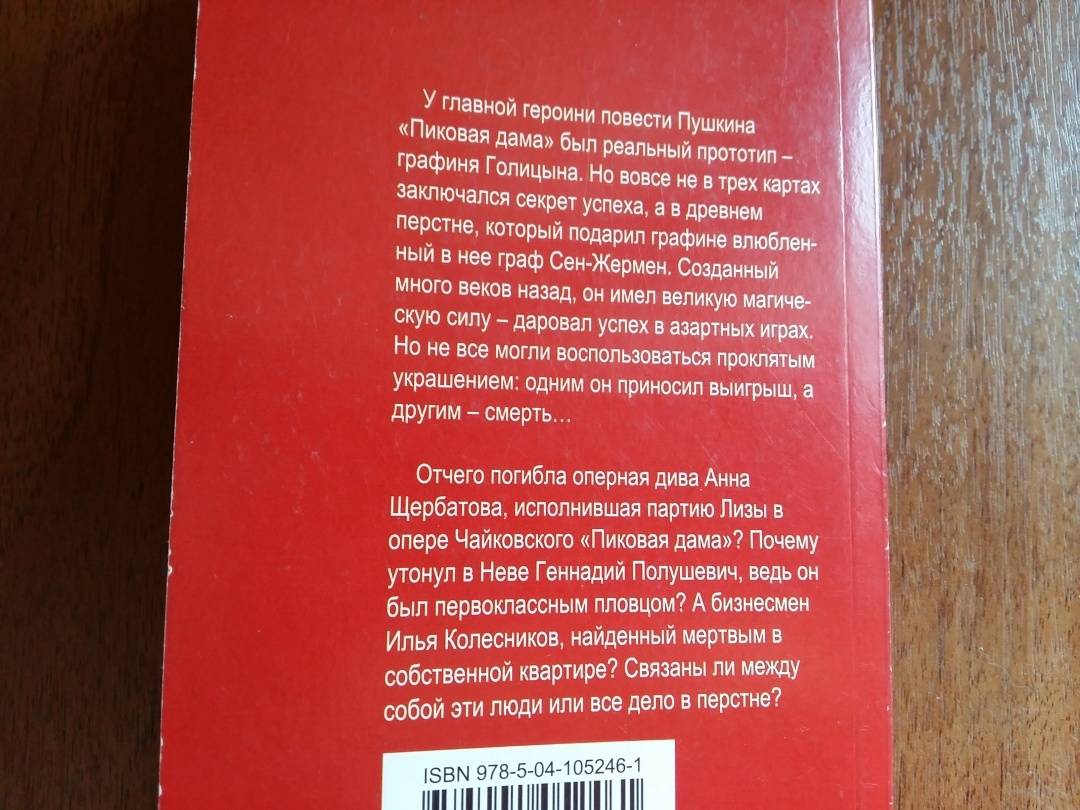 У главной героини повести Пушкина
«Пиковая дама» был реальный прототип –
графиня Голицына. Но вовсе не в трех картах
заключался секрет успеха, а в древнем
перстне, который подарил графине влюблен-
ный в нее граф Сен-Жермен. Созданный
много веков назад, он имел великую магиче-
скую силу – даровал успех в азартных играх.
Но не все могли воспользоваться проклятым
украшением: одним он приносил выигрыш, а
другим – смерть...
Отчего погибла оперная дива Анна
Щербатова, исполнившая партию Лизы в
опере Чайковского «Пиковая дама»? Почему
утонул в Неве Геннадий Полушевич, ведь он
был первоклассным пловцом? А бизнесмен
Илья Колесников, найденный мертвым в
собственной квартире? Связаны ли между
собой эти люди или все дело в перстне?
ISBN 978-5-04-105246-1